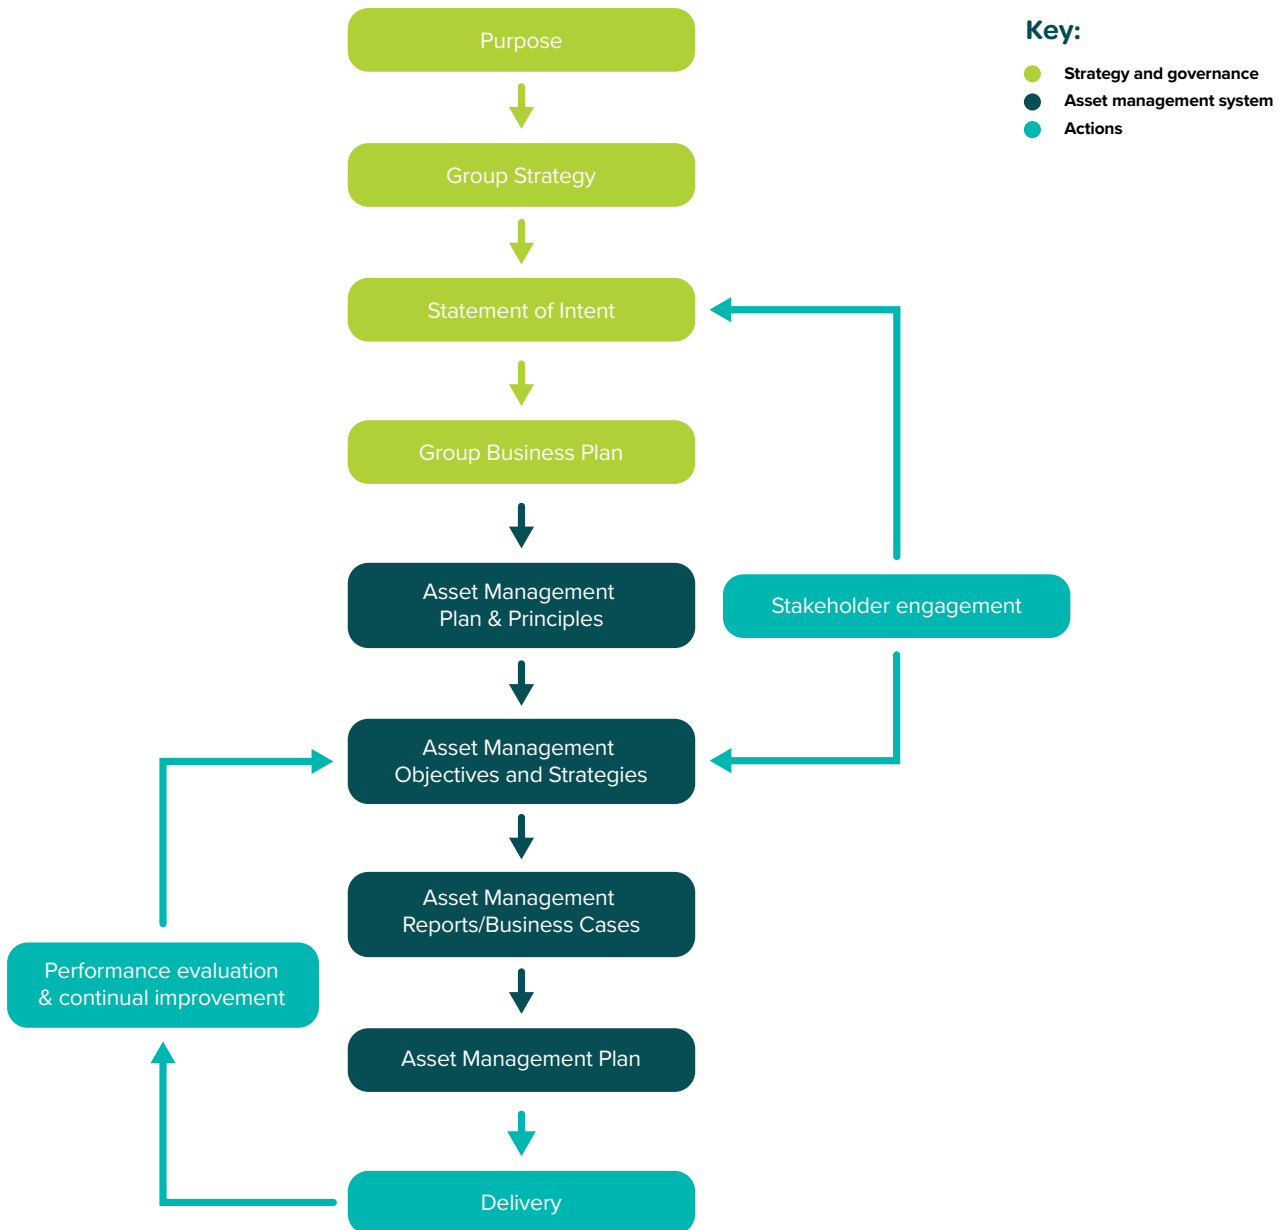 Purpose
Key:
Strategy and governance
Asset management system
Actions
Group Strategy
Statement of Intent
Group Business Plan
Asset Management
Plan & Principles
Stakeholder engagement
Asset Management
Objectives and Strategies
Asset Management
Reports/Business Cases
Performance evaluation
& continual improvement
Asset Management Plan
Delivery